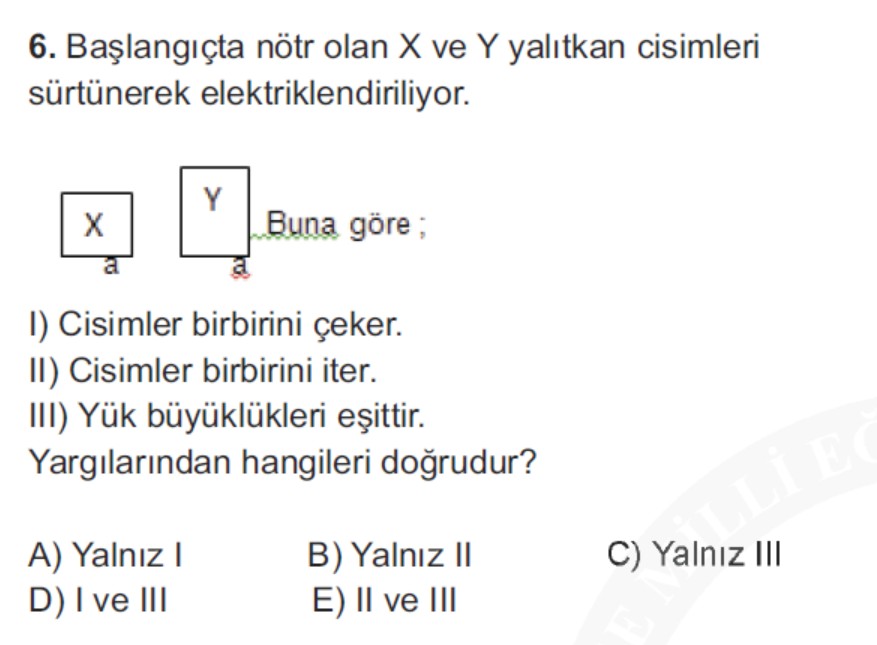 6. Başlangıçta nötr olan X ve Y yalıtkan cisimleri
sürtünerek elektriklendiriliyor.
X
Y
Buna göre ;
a
a
I) Cisimler birbirini çeker.
II) Cisimler birbirini iter.
III) Yük büyüklükleri eşittir.
Yargılarından hangileri doğrudur?
A) Yalnız I B) Yalnız II C) Yalnız III
D) I ve III E) II ve III
E MİLLİ EĞ